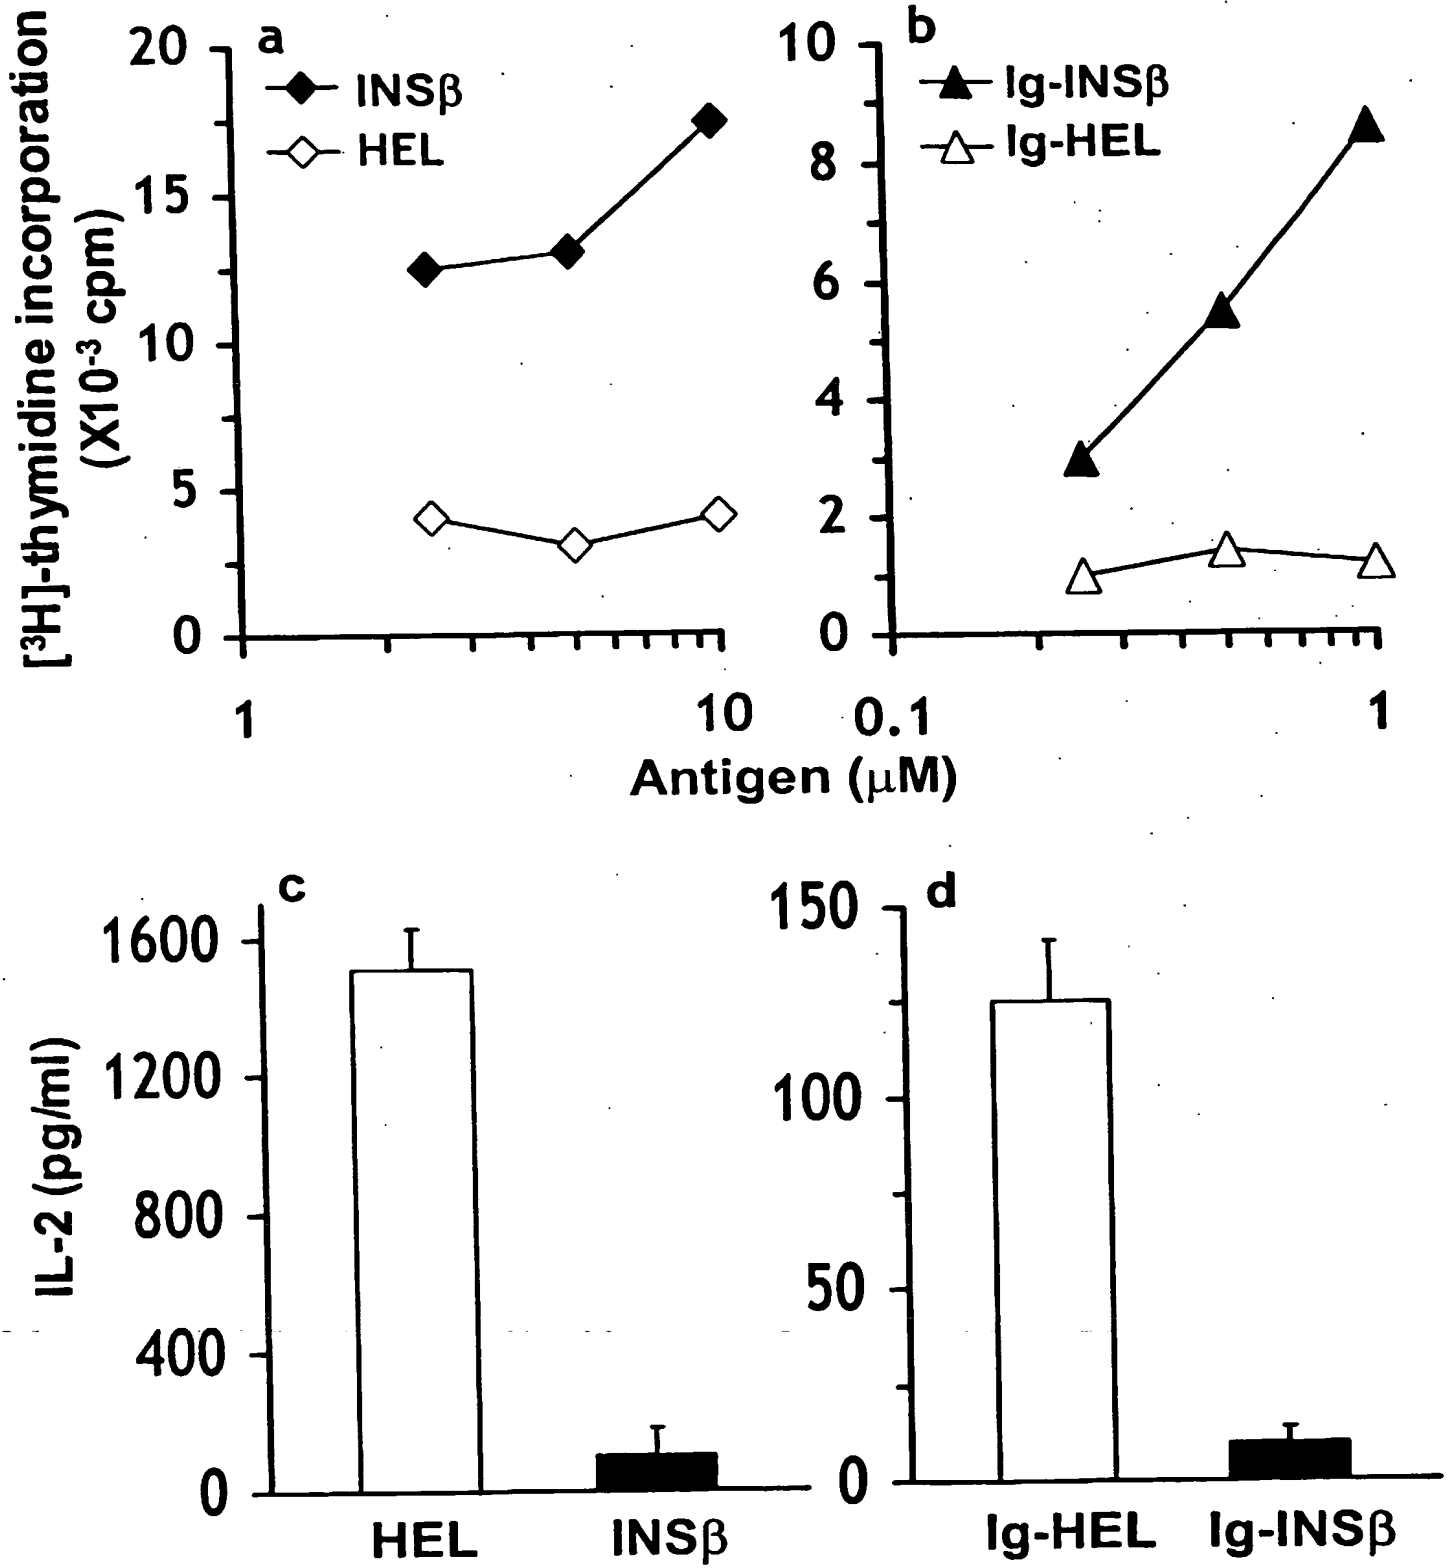 [³H]-thymidine incorporation
(X10⁻³ cpm)
a
INSβ
HEL
20
15
10
5
0
1
10
b
Ig-INSβ
Ig-HEL
10
8
6
4
2
0
0.1
1
Antigen (μM)
IL-2 (pg/ml)
c
1600
1200
800
400
0
HEL
INSβ
d
150
100
50
0
Ig-HEL
Ig-INSβ